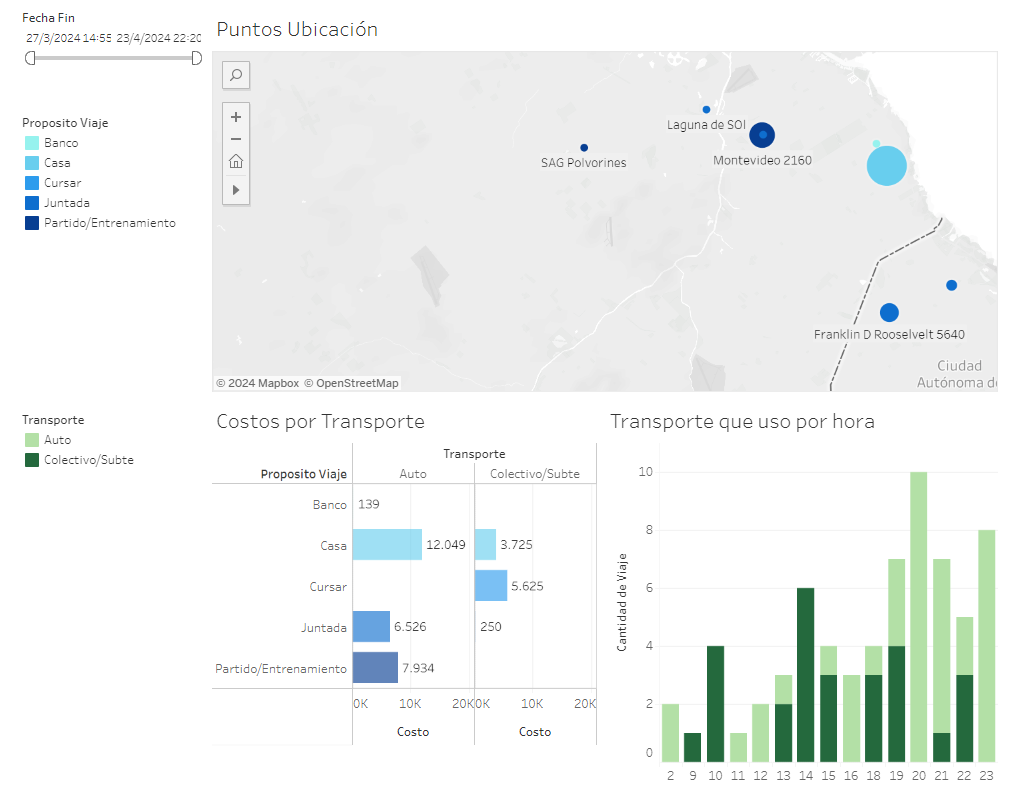 Fecha Fin
27/3/2024 14:55 23/4/2024 22:20
Proposito Viaje
Banco
Casa
Cursar
Juntada
Partido/Entrenamiento
Puntos Ubicación
Laguna de SOI
SAG Polvorines
Montevideo 2160
Franklin D Rooselvelt 5640
Ciudad
Autónoma de
© 2024 Mapbox © OpenStreetMap
Transporte
Auto
Colectivo/Subte
Costos por Transporte
Transporte
Proposito Viaje Auto Colectivo/Subte
Banco 139
Casa 12.049 3.725
Cursar 5.625
Juntada 6.526 250
Partido/Entrenamiento 7.934
0K 10K 20K 0K 10K 20K
Costo Costo
Transporte que uso por hora
Cantidad de Viaje
10
8
6
4
2
0
2 9 10 11 12 13 14 15 16 18 19 20 21 22 23